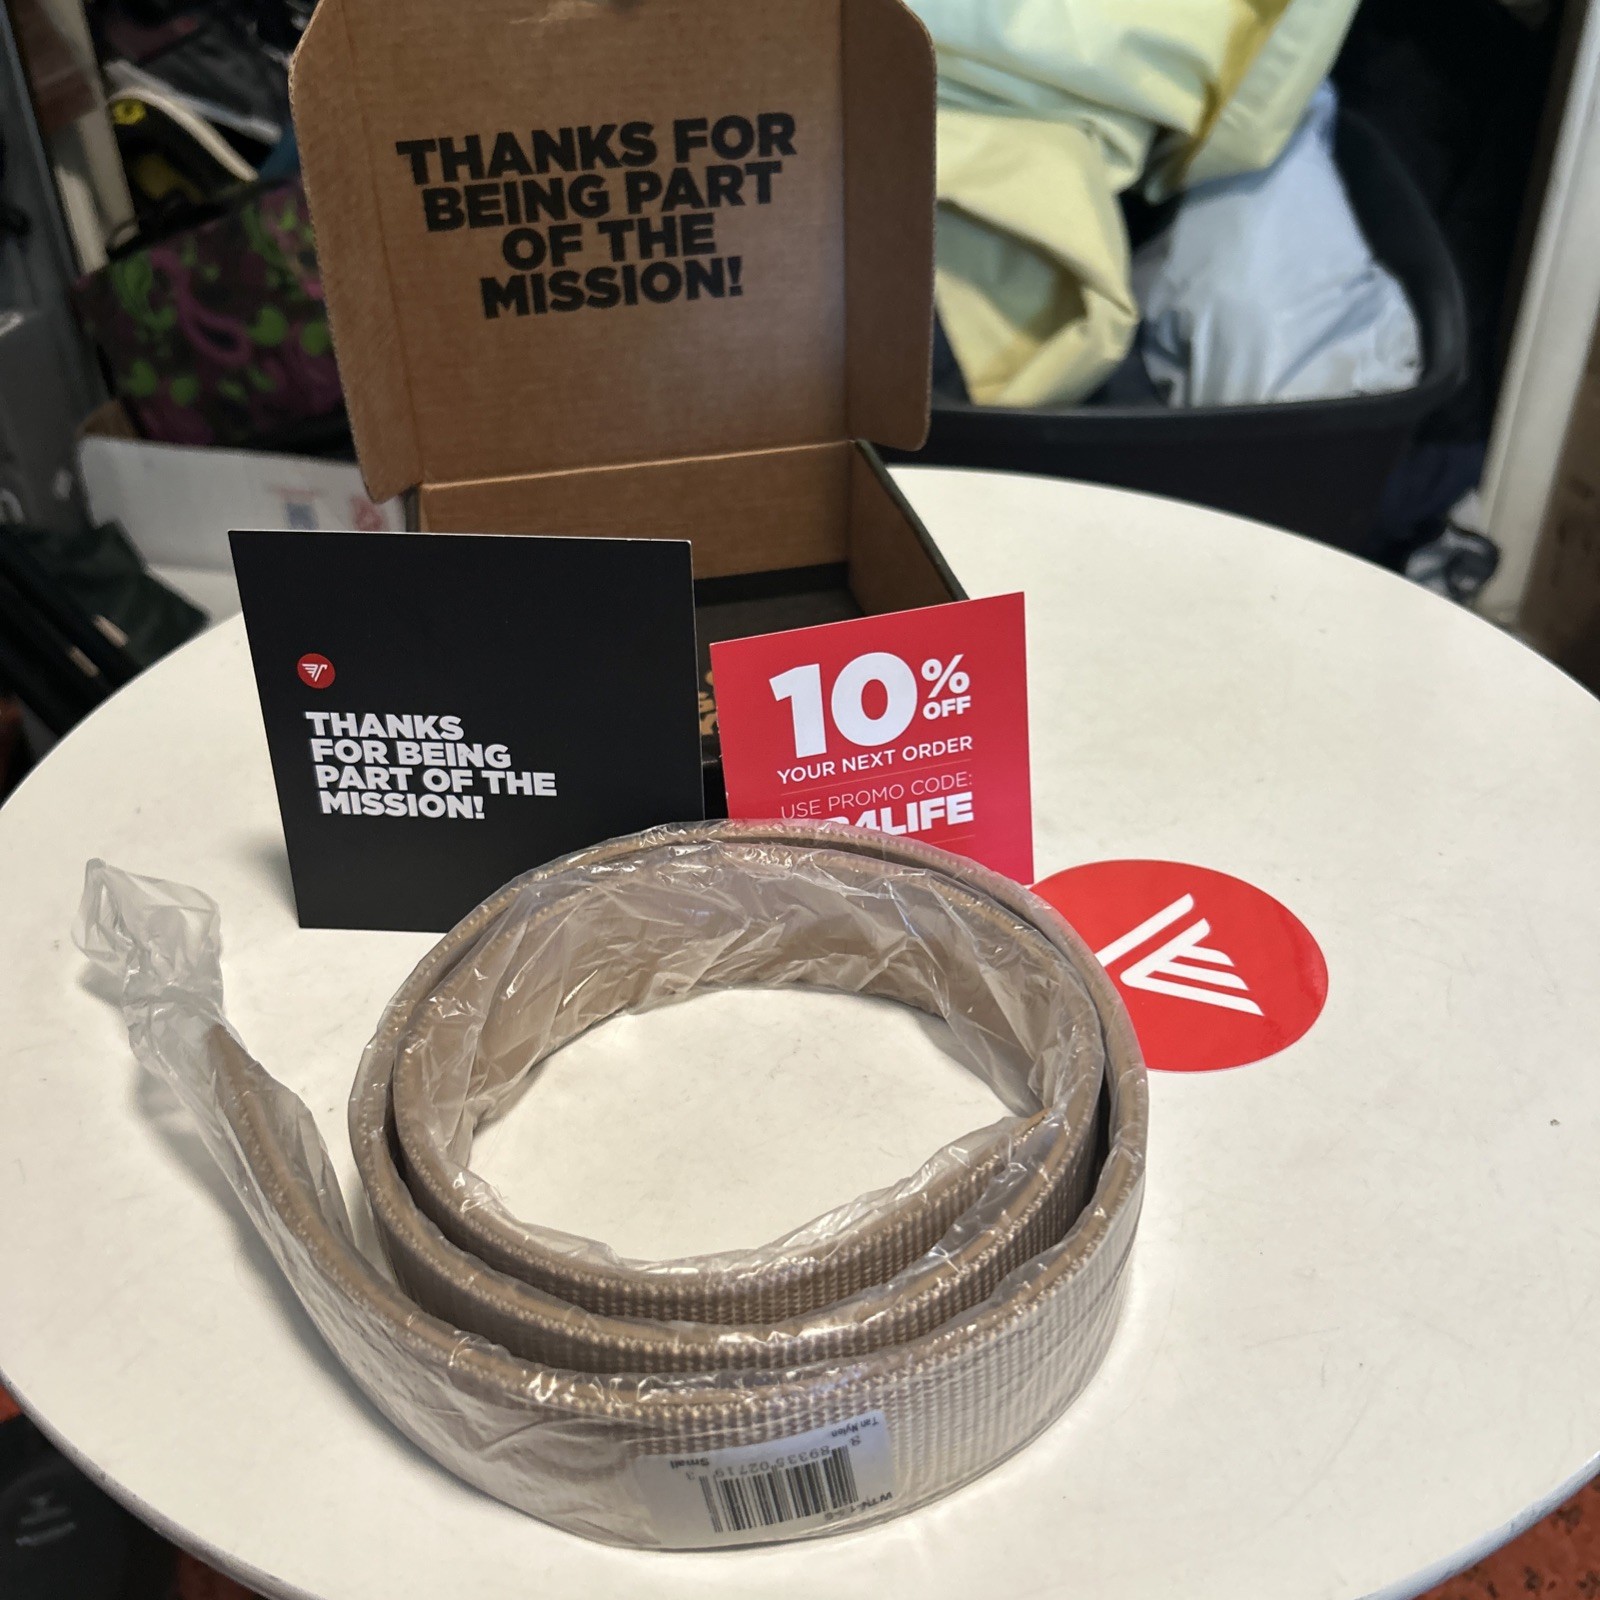 THANKS FOR
BEING PART
OF THE
MISSION!
THANKS
FOR BEING
PART OF THE
MISSION!
10%
OFF
YOUR NEXT ORDER
USE PROMO CODE:
4LIFE
Tan Nylon
Small